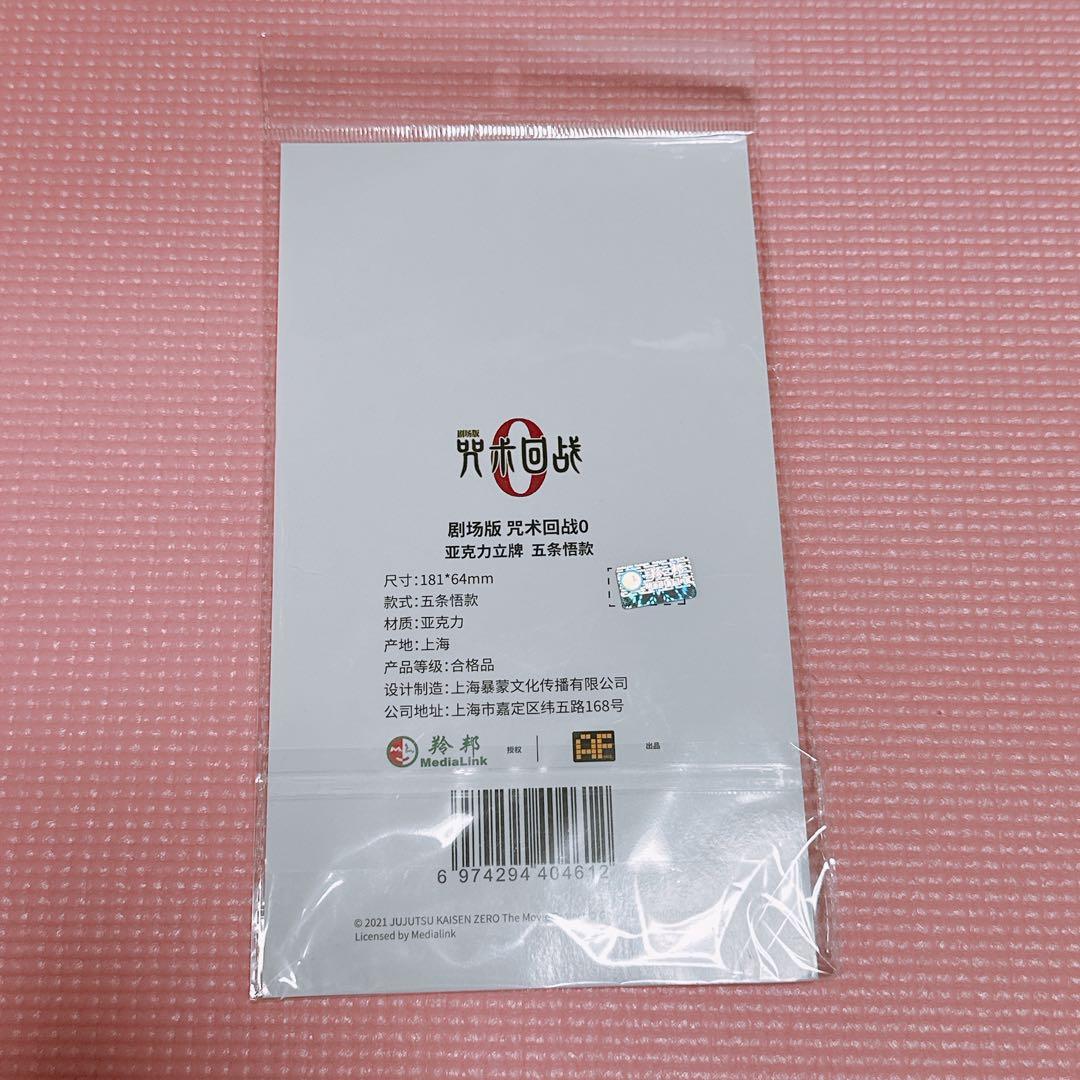 剧场版
咒术回战
0
剧场版 咒术回战0
亚克力立牌 五条悟款
尺寸:181*64mm
款式:五条悟款
材质:亚克力
产地:上海
产品等级:合格品
设计制造:上海暴蒙文化传播有限公司
公司地址:上海市嘉定区纬五路168号
羚邦 授权 出品
MediaLink
6 974294 404612
© 2021 JUJUTSU KAISEN ZERO The Movie
Licensed by Medialink